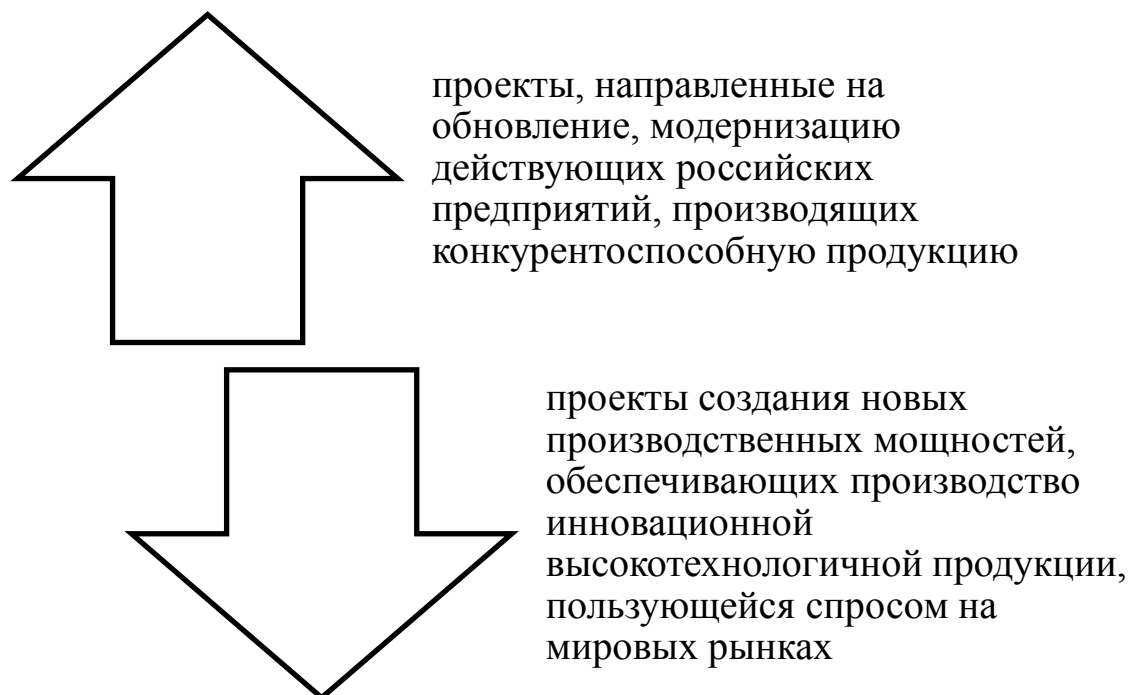 проекты, направленные на
обновление, модернизацию
действующих российских
предприятий, производящих
конкурентоспособную продукцию
проекты создания новых
производственных мощностей,
обеспечивающих производство
инновационной
высокотехнологичной продукции,
пользующейся спросом на
мировых рынках